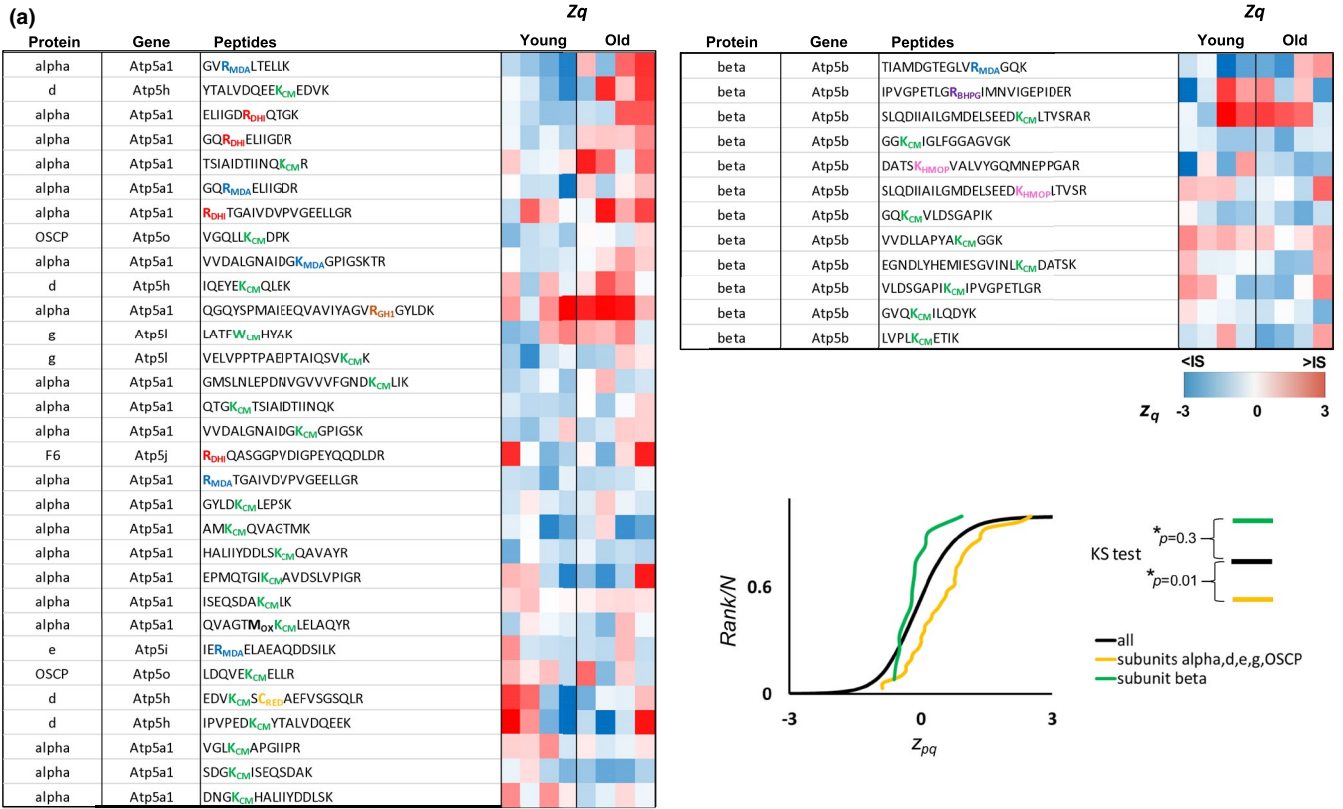 (a)
Zq
Protein Gene Peptides Young Old
alpha Atp5a1 GVRMDALTELLK
d Atp5h YTALVDQEEKCMEDVK
alpha Atp5a1 ELIIGDRDHIQTGK
alpha Atp5a1 GQRDHIELIIGDR
alpha Atp5a1 TSIAIDTIINQKCMR
alpha Atp5a1 GQRMDAELIIGDR
alpha Atp5a1 RDHITGAIVDVPVGEELLGR
OSCP Atp5o VGQLLKCMDPK
alpha Atp5a1 VVDALGNAIDGKMDAGPIGSKTR
d Atp5h IQEYEKCMQLEK
alpha Atp5a1 QGQYSPMAIEEQVAVIYAGVRGH1GYLDK
g Atp5l LATFWCMHYAK
g Atp5l VELVPPTPAEIPTAIQSVKCMK
alpha Atp5a1 GMSLNLEPDNVGVVVFGNDKCMLIK
alpha Atp5a1 QTGKCMTSIAIDTIINQK
alpha Atp5a1 VVDALGNAIDGKCMGPIGSK
F6 Atp5j RDHIQASGGPVDIGPEYQQDLDR
alpha Atp5a1 RMDATGAIVDVPVGEELLGR
alpha Atp5a1 GYLDKCMLEPSK
alpha Atp5a1 AMKCMQVAGTMK
alpha Atp5a1 HALIIYDDLSKCMQAVAYR
alpha Atp5a1 EPMQTGIKCMAVDSLVPIGR
alpha Atp5a1 ISEQSDAKCMLK
alpha Atp5a1 QVAGTMOXKCMLELAQYR
e Atp5i IERMDAELAEAQDDSILK
OSCP Atp5o LDQVEKCMELLR
d Atp5h EDVKCMSCREDAEFVSGSQLR
d Atp5h IPVPEDKCMYTALVDQEEK
alpha Atp5a1 VGLKCMAPGIIPR
alpha Atp5a1 SDGKCMISEQSDAK
alpha Atp5a1 DNGKCMHALIIYDDLSK
Zq
Protein Gene Peptides Young Old
beta Atp5b TIAMDGTEGLVRMDAGQK
beta Atp5b IPVGPETLGRBHPGIMNVIGEPIDER
beta Atp5b SLQDIIAILGMDELSEEDKCMLTVSRAR
beta Atp5b GGKCMIGLFGGAGVGK
beta Atp5b DATSKHMOPVALVYGQMNEPPGAR
beta Atp5b SLQDIIAILGMDELSEEDKHMOPLTVSR
beta Atp5b GQKCMVLDSGAPIK
beta Atp5b VVDLLAPYAKCMGGK
beta Atp5b EGNDLYHEMIESGVINLKCMDATSK
beta Atp5b VLDSGAPIKCMIPVGPETLGR
beta Atp5b GVQKCMILQDYK
beta Atp5b LVPLKCMETIK
<IS >IS
zq -3 0 3
Rank/N
0.6
0
-3 0 3
zpq
KS test
*p=0.3
*p=0.01
all
subunits alpha,d,e,g,OSCP
subunit beta